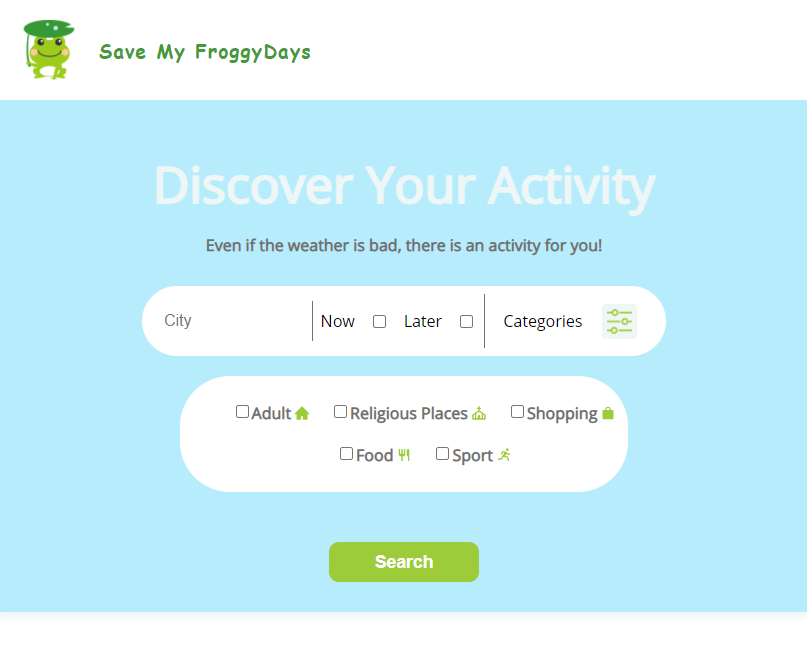 Save My FroggyDays
Discover Your Activity
Even if the weather is bad, there is an activity for you!
City Now Later Categories
Adult Religious Places Shopping
Food Sport
Search